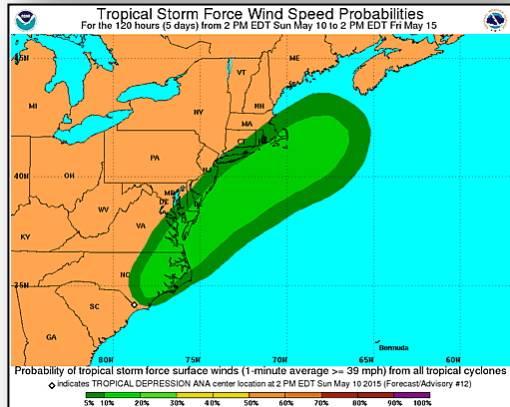 Tropical Storm Force Wind Speed Probabilities
For the 120 hours (5 days) from 2 PM EDT Sun May 10 to 2 PM EDT Fri May 15
45N
ME
VT
MI
NY
NH
MA
CT
PA
NJ
40N
OH
MD
DE
WV
VA
KY
NC
35N
SC
GA
Bermuda
80W 75W 70W 65W 60W
Probability of tropical storm force surface winds (1-minute average >= 39 mph) from all tropical cyclones
indicates TROPICAL DEPRESSION ANA center location at 2 PM EDT Sun May 10 2015 (Forecast/Advisory #12)
5% 10% 20% 30% 40% 50% 60% 70% 80% 90% 100%